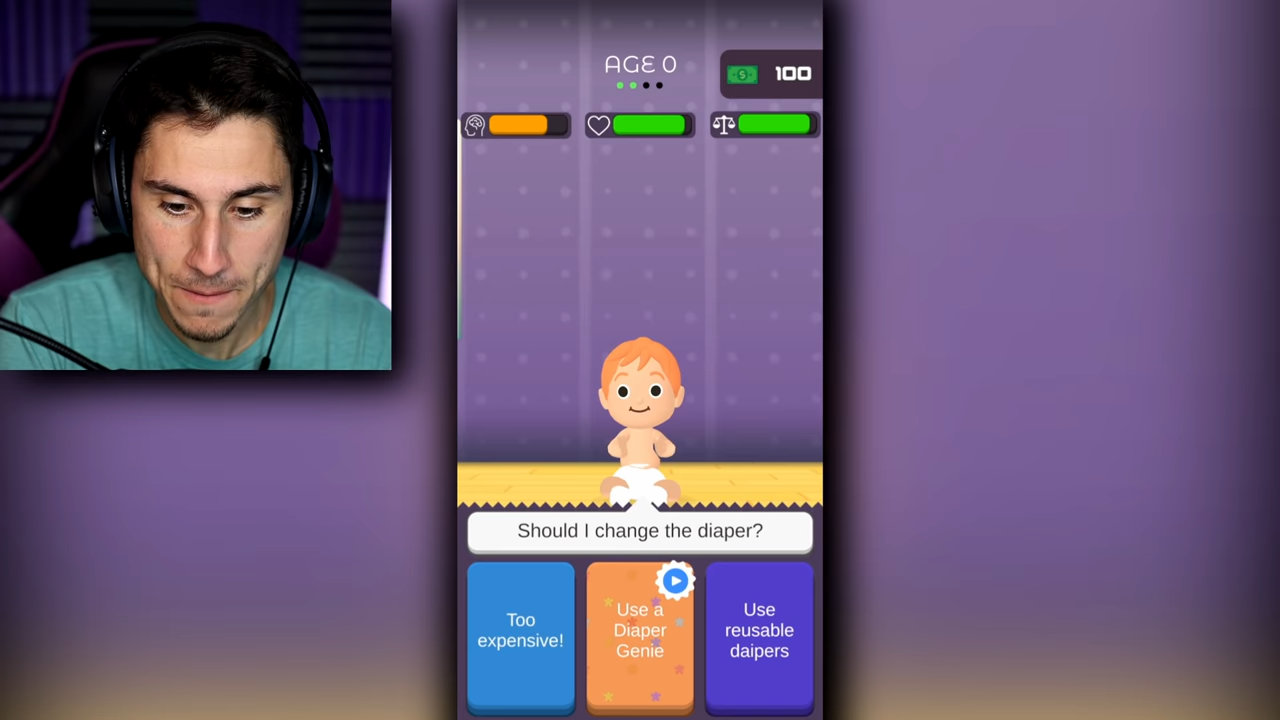 AGE 0
100
Should I change the diaper?
Too
expensive!
Use a
Diaper
Genie
Use
reusable
daipers